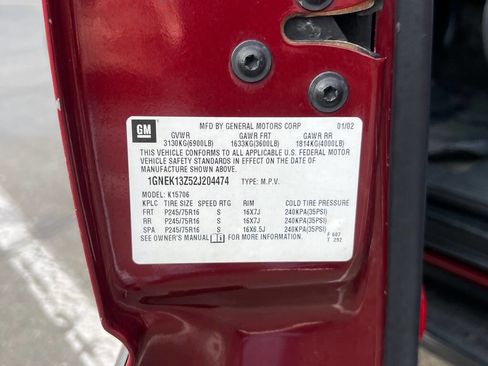 GM
MFD BY GENERAL MOTORS CORP 01/02
GVWR GAWR FRT GAWR RR
3130KG(6900LB) 1633KG(3600LB) 1814KG(4000LB)
THIS VEHICLE CONFORMS TO ALL APPLICABLE U.S. FEDERAL MOTOR
VEHICLE SAFETY STANDARDS IN EFFECT ON THE DATE OF
MANUFACTURE SHOWN ABOVE.
1GNEK13Z52J204474 TYPE: M.P.V.
MODEL: K15706
KPLC TIRE SIZE SPEED RTG RIM COLD TIRE PRESSURE
FRT P245/75R16 S 16X7J 240KPA(35PSI)
RR P245/75R16 S 16X7J 240KPA(35PSI)
SPA P245/75R16 S 16X6.5J 240KPA(35PSI)
SEE OWNER'S MANUAL FOR MORE INFORMATION. F 607
T 292